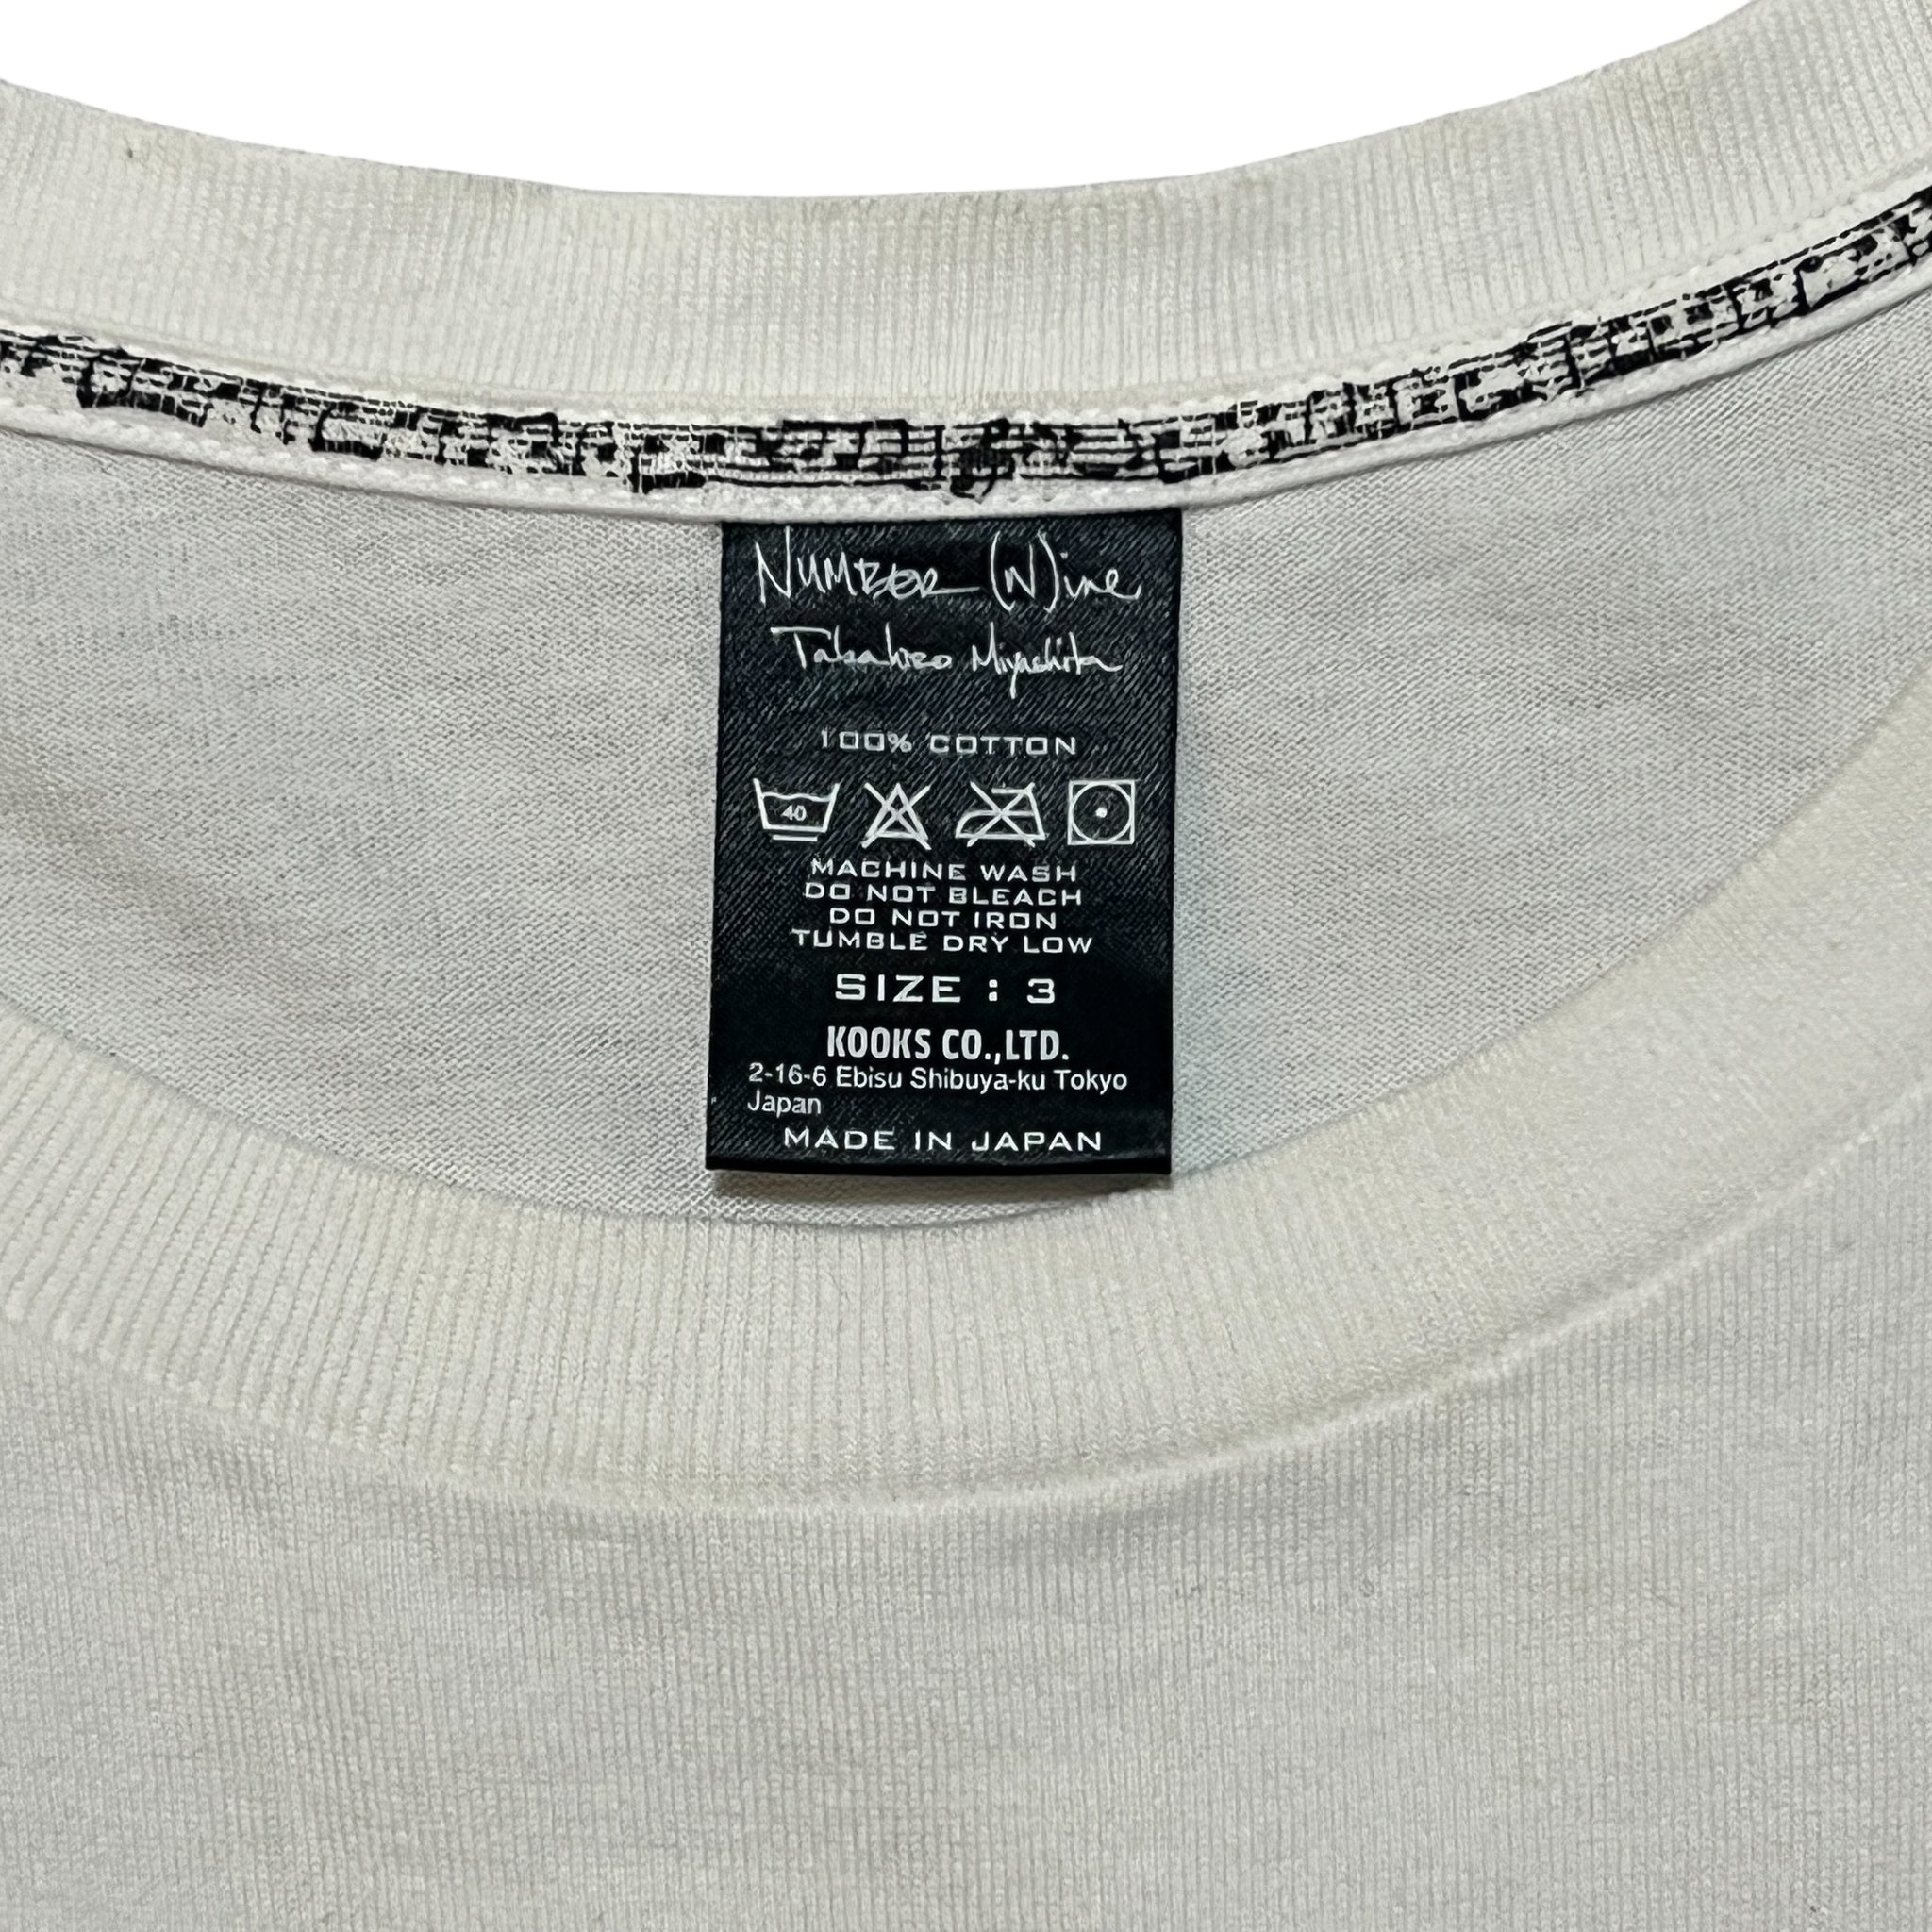 NUMBER (N)ine
Takahiro Miyashita
100% COTTON
40
MACHINE WASH
DO NOT BLEACH
DO NOT IRON
TUMBLE DRY LOW
SIZE : 3
KOOKS CO.,LTD.
2-16-6 Ebisu Shibuya-ku Tokyo
Japan
MADE IN JAPAN